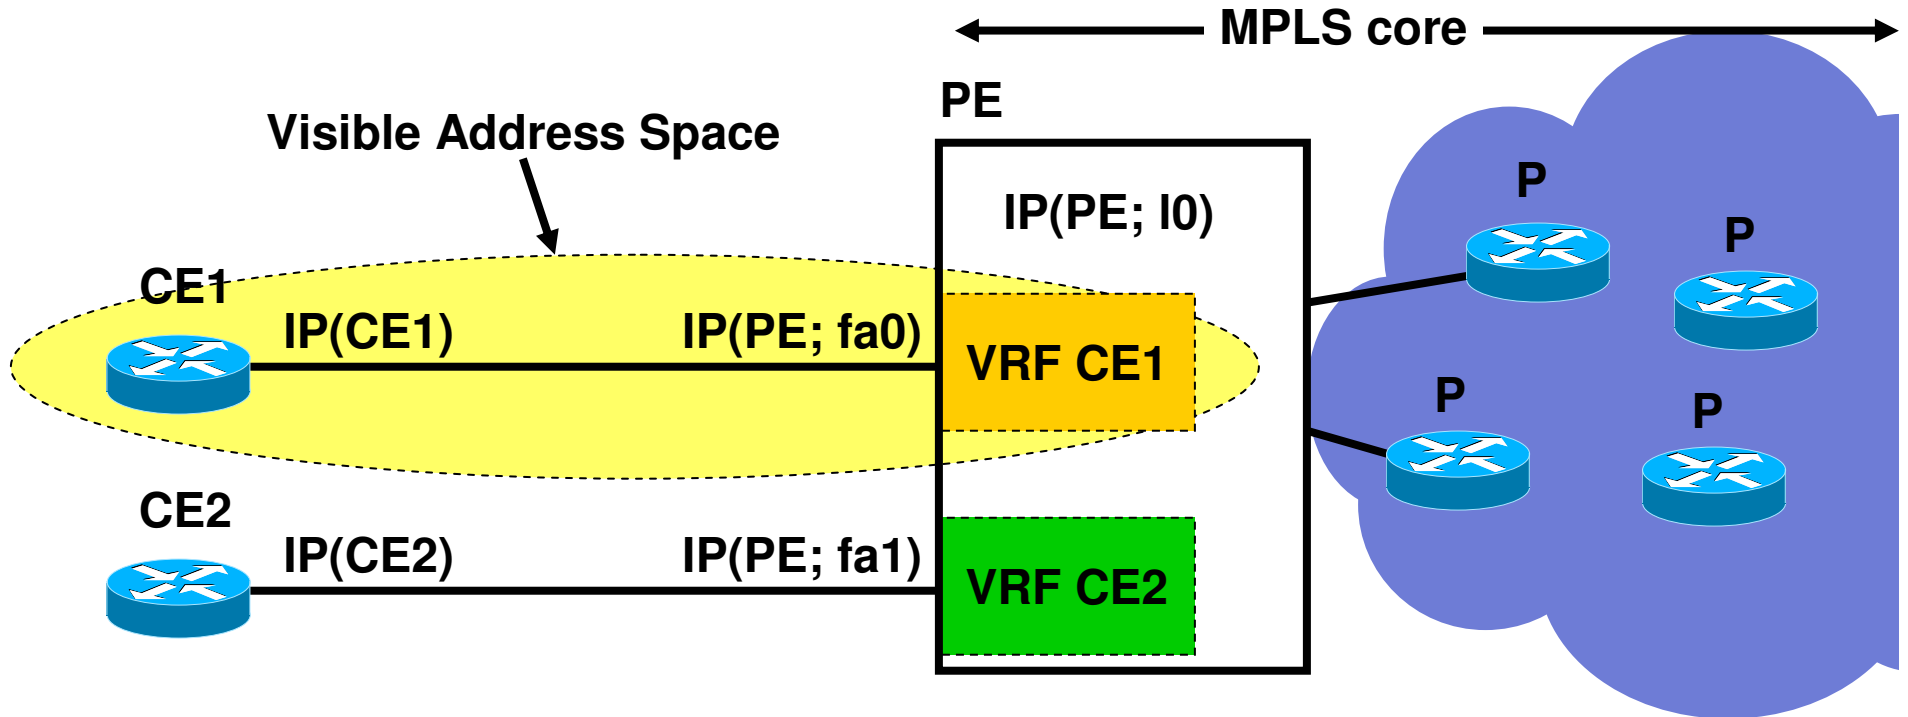 MPLS core
PE
Visible Address Space
IP(PE; l0)
P
P
CE1
IP(CE1)
IP(PE; fa0)
VRF CE1
P
P
CE2
IP(CE2)
IP(PE; fa1)
VRF CE2